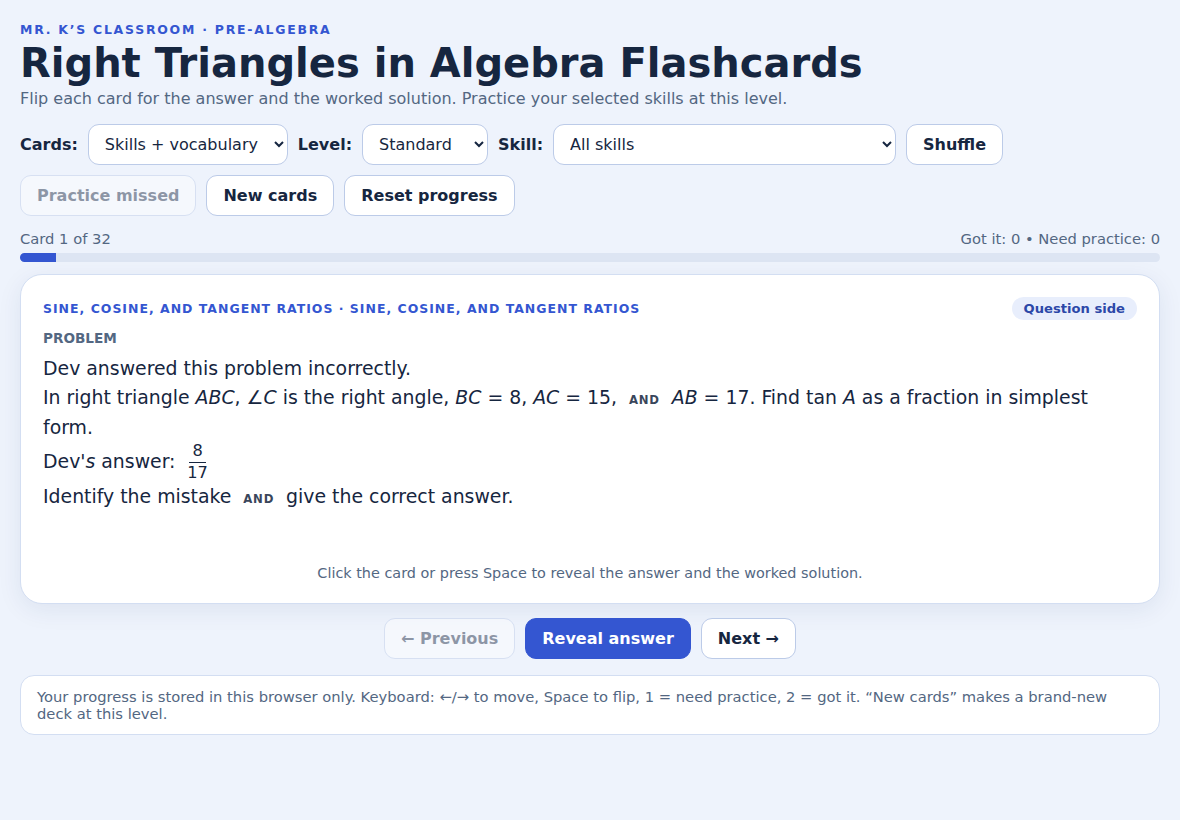 MR. K'S CLASSROOM · PRE-ALGEBRA
Right Triangles in Algebra Flashcards
Flip each card for the answer and the worked solution. Practice your selected skills at this level.
Cards: Skills + vocabulary Level: Standard Skill: All skills Shuffle
Practice missed New cards Reset progress
Card 1 of 32 Got it: 0 • Need practice: 0
SINE, COSINE, AND TANGENT RATIOS · SINE, COSINE, AND TANGENT RATIOS Question side
PROBLEM
Dev answered this problem incorrectly.
In right triangle ABC, ∠C is the right angle, BC = 8, AC = 15, AND AB = 17. Find tan A as a fraction in simplest
form.
Dev's answer: 8/17
Identify the mistake AND give the correct answer.
Click the card or press Space to reveal the answer and the worked solution.
← Previous Reveal answer Next →
Your progress is stored in this browser only. Keyboard: ←/→ to move, Space to flip, 1 = need practice, 2 = got it. “New cards” makes a brand-new
deck at this level.